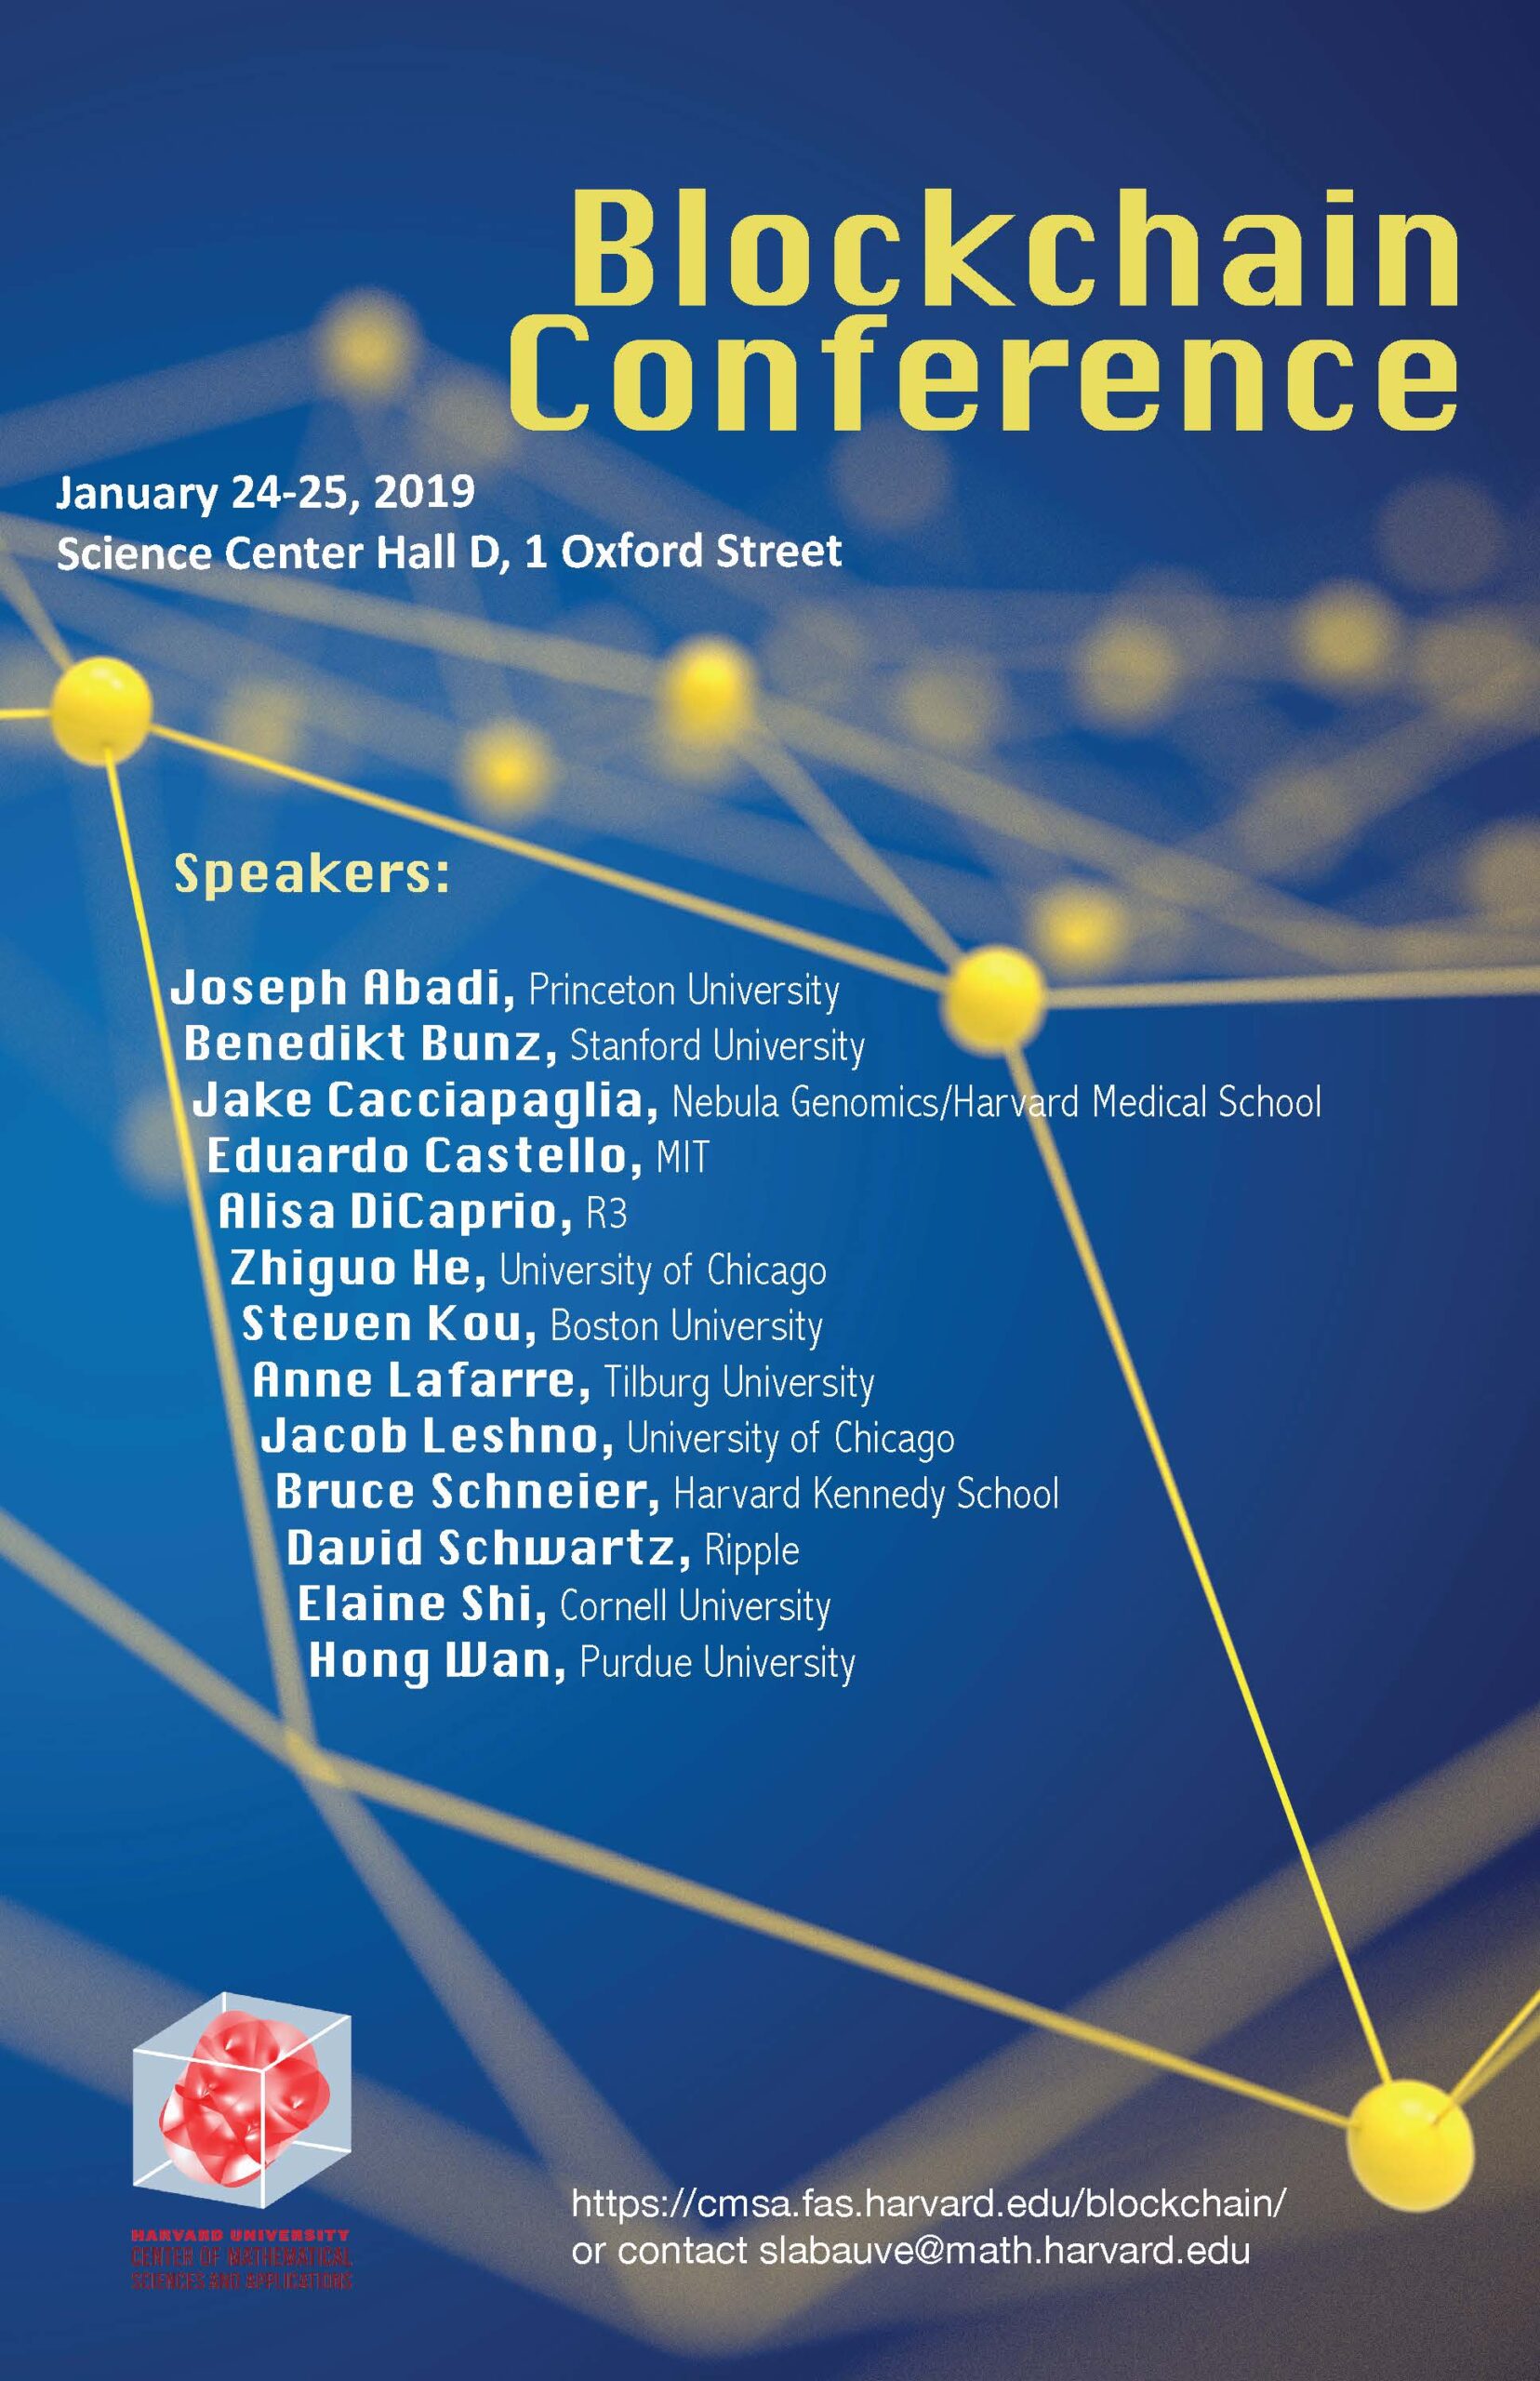 Blockchain
Conference
January 24-25, 2019
Science Center Hall D, 1 Oxford Street
Speakers:
Joseph Abadi, Princeton University
Benedikt Bunz, Stanford University
Jake Cacciapaglia, Nebula Genomics/Harvard Medical School
Eduardo Castello, MIT
Alisa DiCaprio, R3
Zhiguo He, University of Chicago
Steven Kou, Boston University
Anne Lafarre, Tilburg University
Jacob Leshno, University of Chicago
Bruce Schneier, Harvard Kennedy School
David Schwartz, Ripple
Elaine Shi, Cornell University
Hong Wan, Purdue University
https://cmsa.fas.harvard.edu/blockchain/
or contact slabauve@math.harvard.edu
HARVARD UNIVERSITY
CENTER OF MATHEMATICAL
SCIENCES AND APPLICATIONS